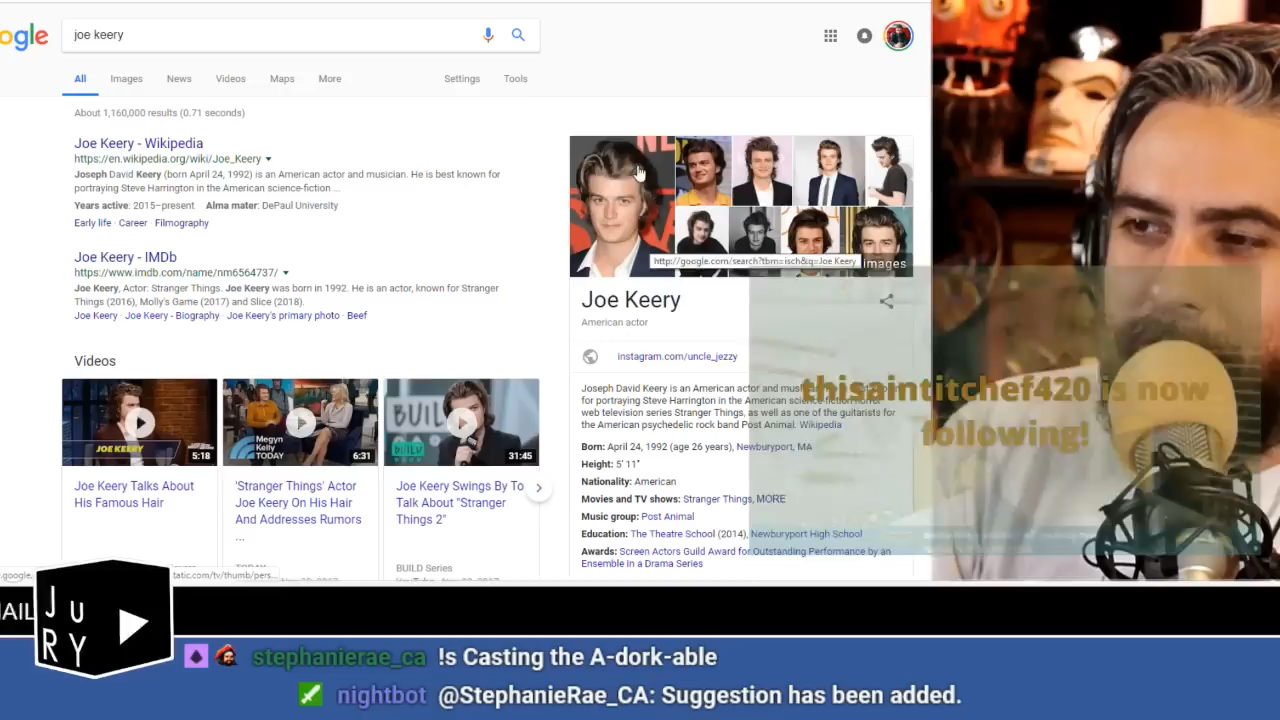 ogle
joe keery
All Images News Videos Maps More Settings Tools
About 1,160,000 results (0.71 seconds)
Joe Keery - Wikipedia
https://en.wikipedia.org/wiki/Joe_Keery
Joseph David Keery (born April 24, 1992) is an American actor and musician. He is best known for
portraying Steve Harrington in the American science-fiction ...
Years active: 2015–present Alma mater: DePaul University
Early life · Career · Filmography
Joe Keery - IMDb
https://www.imdb.com/name/nm6564737/
Joe Keery, Actor: Stranger Things. Joe Keery was born in 1992. He is an actor, known for Stranger
Things (2016), Molly's Game (2017) and Slice (2018).
Joe Keery · Joe Keery - Biography · Joe Keery's primary photo · Beef
Videos
JOE KEERY
5:18
Megyn
Kelly
TODAY
6:31
BUILD
BUILD
31:45
Joe Keery Talks About
His Famous Hair
'Stranger Things' Actor
Joe Keery On His Hair
And Addresses Rumors
...
Joe Keery Swings By To
Talk About "Stranger
Things 2"
BUILD Series
http://google.com/search?tbm=isch&q=Joe Keery
images
Joe Keery
American actor
instagram.com/uncle_jezzy
Joseph David Keery is an American actor and
for portraying Steve Harrington in the American science-fiction horror
web television series Stranger Things, as well as one of the guitarists for
the American psychedelic rock band Post Animal. Wikipedia
Born: April 24, 1992 (age 26 years), Newburyport, MA
Height: 5′ 11″
Nationality: American
Movies and TV shows: Stranger Things, MORE
Music group: Post Animal
Education: The Theatre School (2014), Newburyport High School
Awards: Screen Actors Guild Award for Outstanding Performance by an
Ensemble in a Drama Series
thisaintitchef420 is now
following!
google.
tatic.com/tv/thumb/pers...
AIL
JU
RY
stephanierae_ca !s Casting the A-dork-able
nightbot @StephanieRae_CA: Suggestion has been added.